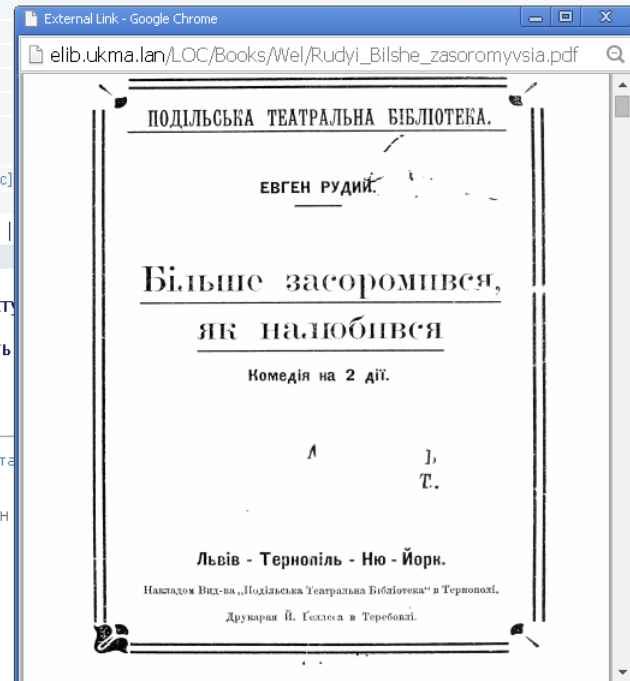 External Link - Google Chrome
elib.ukma.lan/LOC/Books/Wel/Rudyi_Bilshe_zasoromyvsia.pdf
ПОДІЛЬСЬКА ТЕАТРАЛЬНА БІБЛІОТЕКА.
ЕВГЕН РУДИЙ.
Більше засоромився,
як налюбився
Комедія на 2 дії.
Т.
Львів - Тернопіль - Ню - Йорк.
Накладом Вид-ва „Подільська Театральна Бібліотека“ в Тернополі.
Друкарня Й. Ґеллеса в Теребовлі.